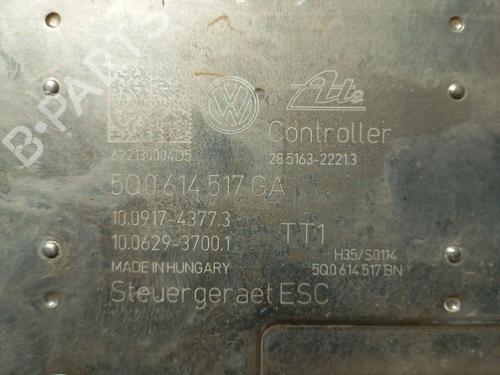 B-PARTS
VW
Ate
Controller
62213C004D5 28.5163-2221.3
5Q0 614 517 GA
10.0917-4377.3
10.0629-3700.1 TT1
H35/S0114
MADE IN HUNGARY 5Q0 614 517 BN
Steuergeraet ESC